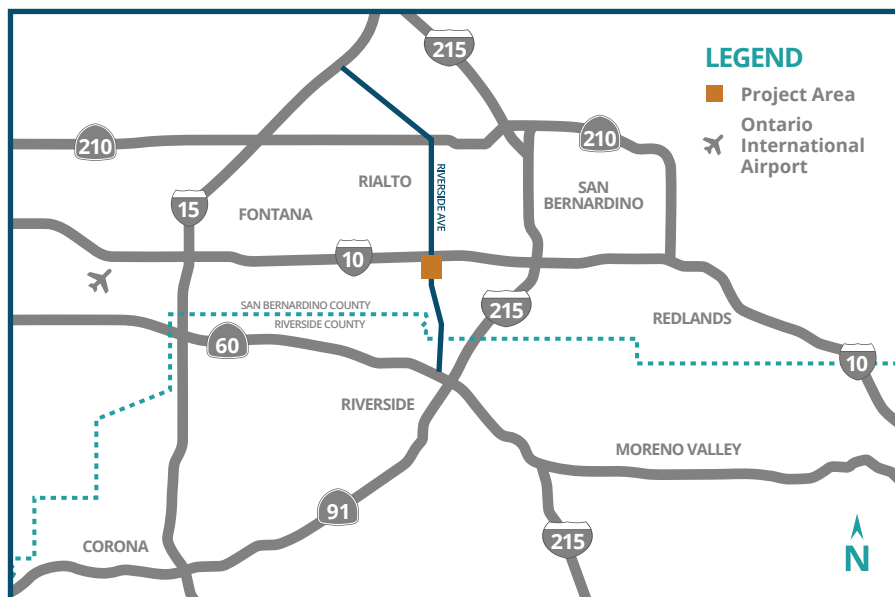 215
LEGEND
Project Area
Ontario
International
Airport
210
210
RIALTO
RIVERSIDE AVE
SAN
BERNARDINO
15
FONTANA
10
SAN BERNARDINO COUNTY
RIVERSIDE COUNTY
215
REDLANDS
60
10
RIVERSIDE
MORENO VALLEY
91
215
CORONA
N